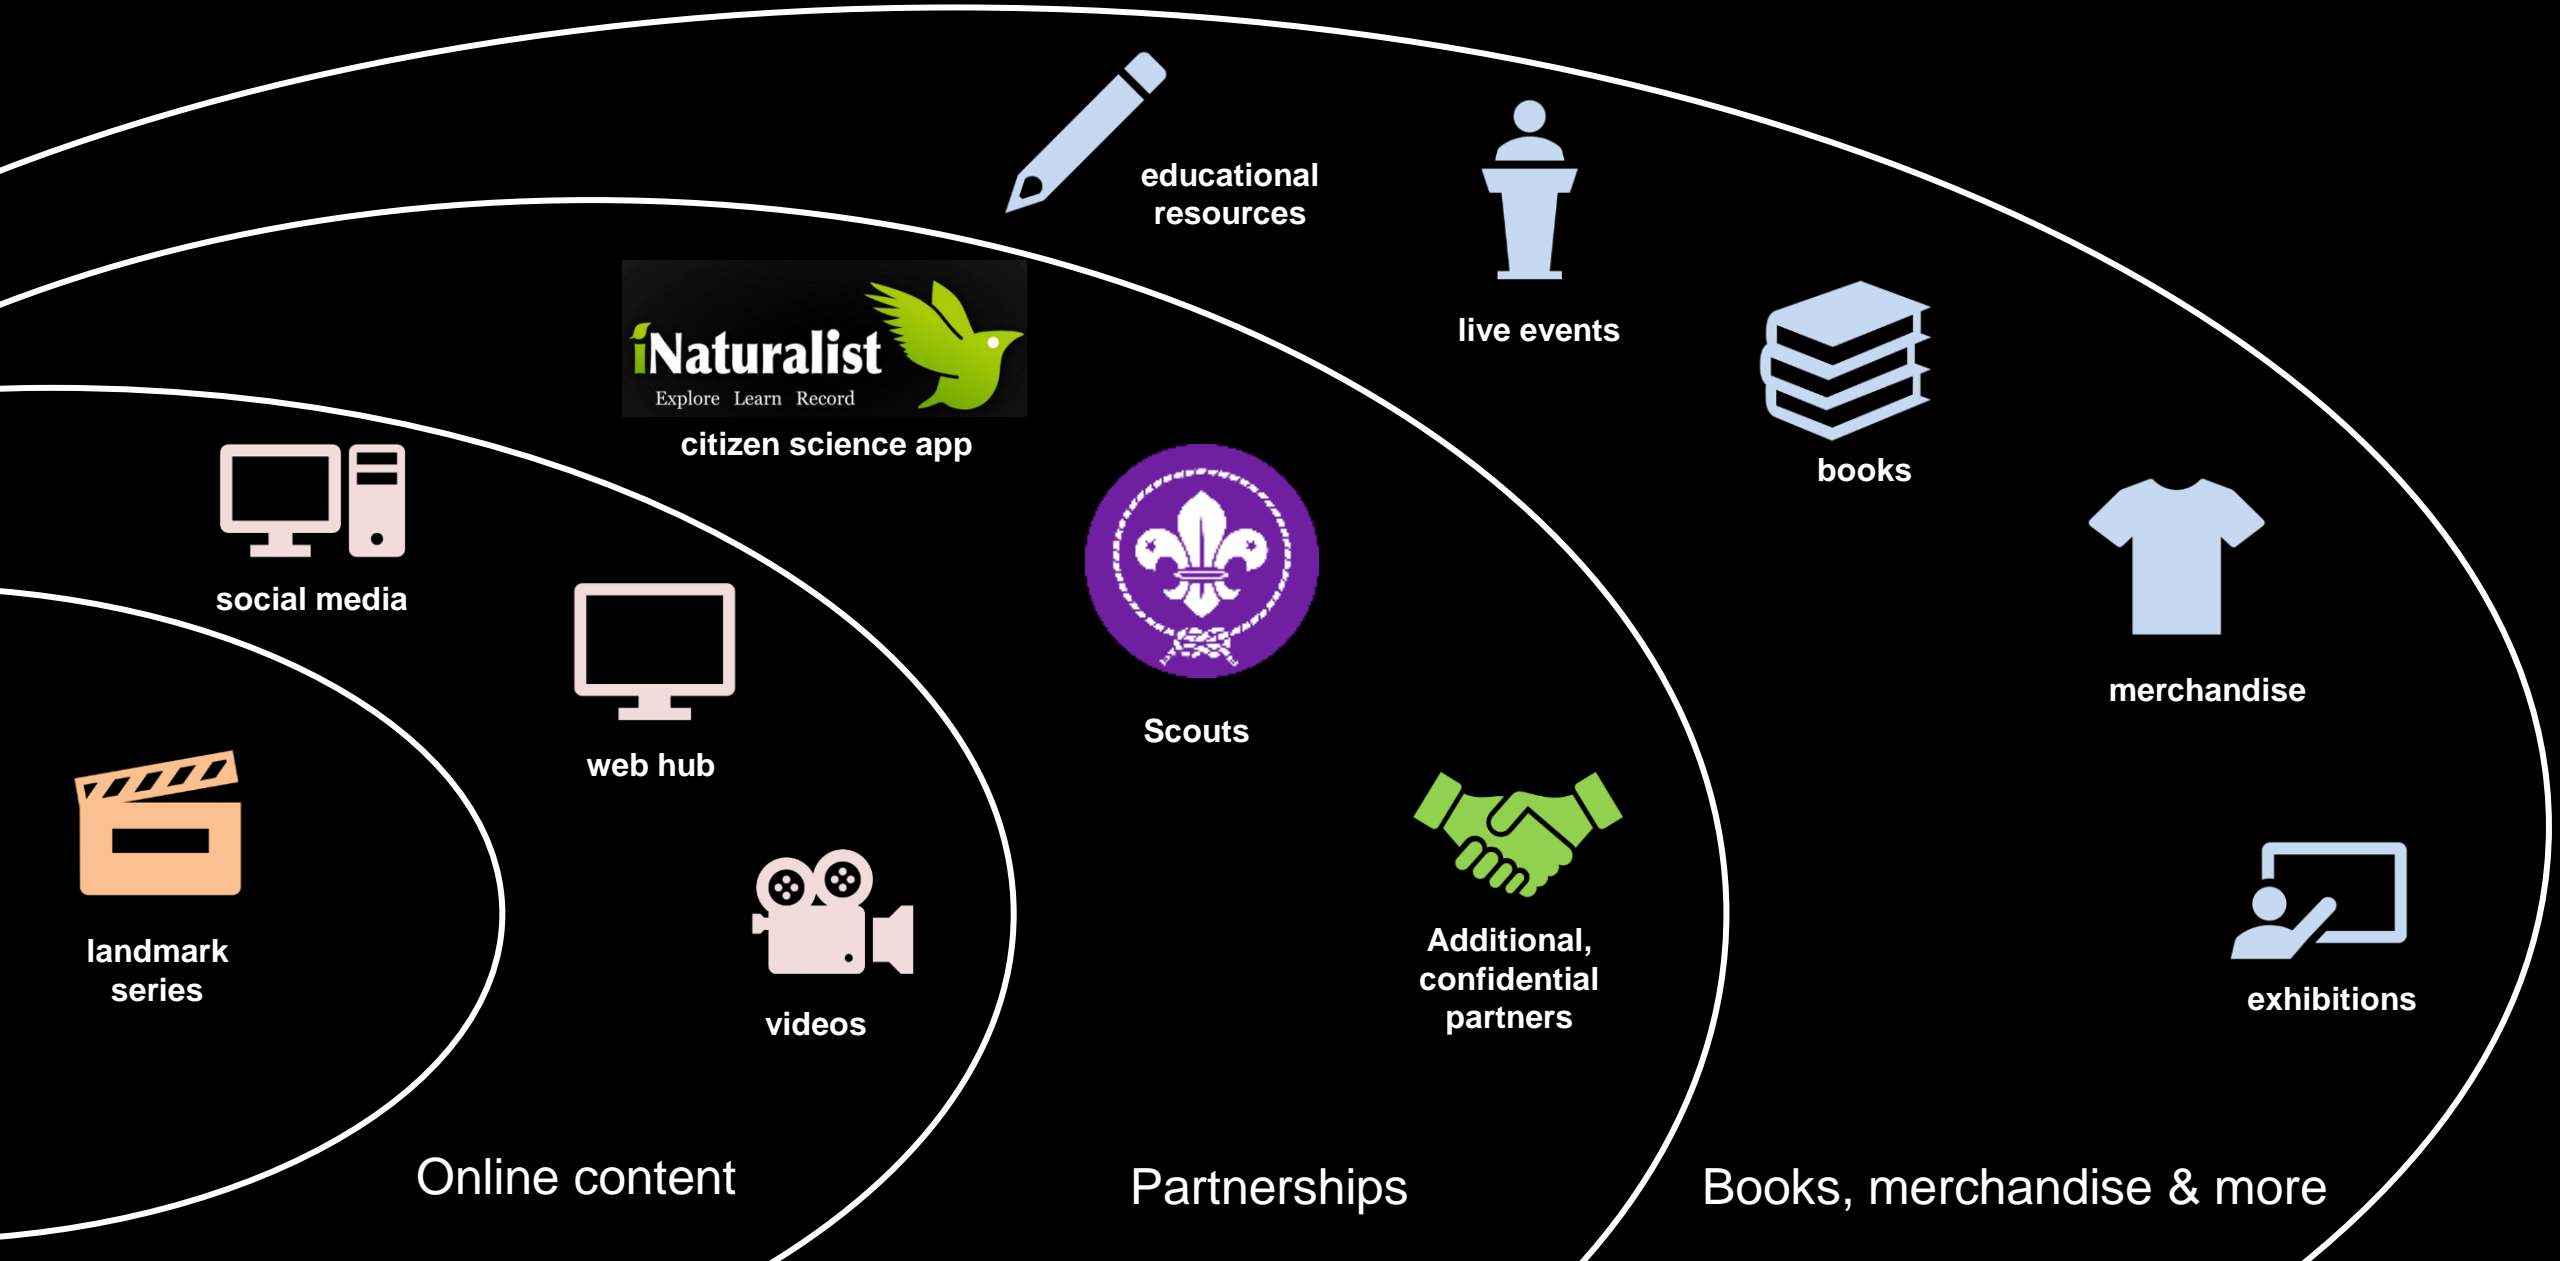 educational
resources
live events
iNaturalist
Explore Learn Record
citizen science app
books
social media
merchandise
Scouts
web hub
landmark
series
videos
Additional,
confidential
partners
exhibitions
Online content
Partnerships
Books, merchandise & more